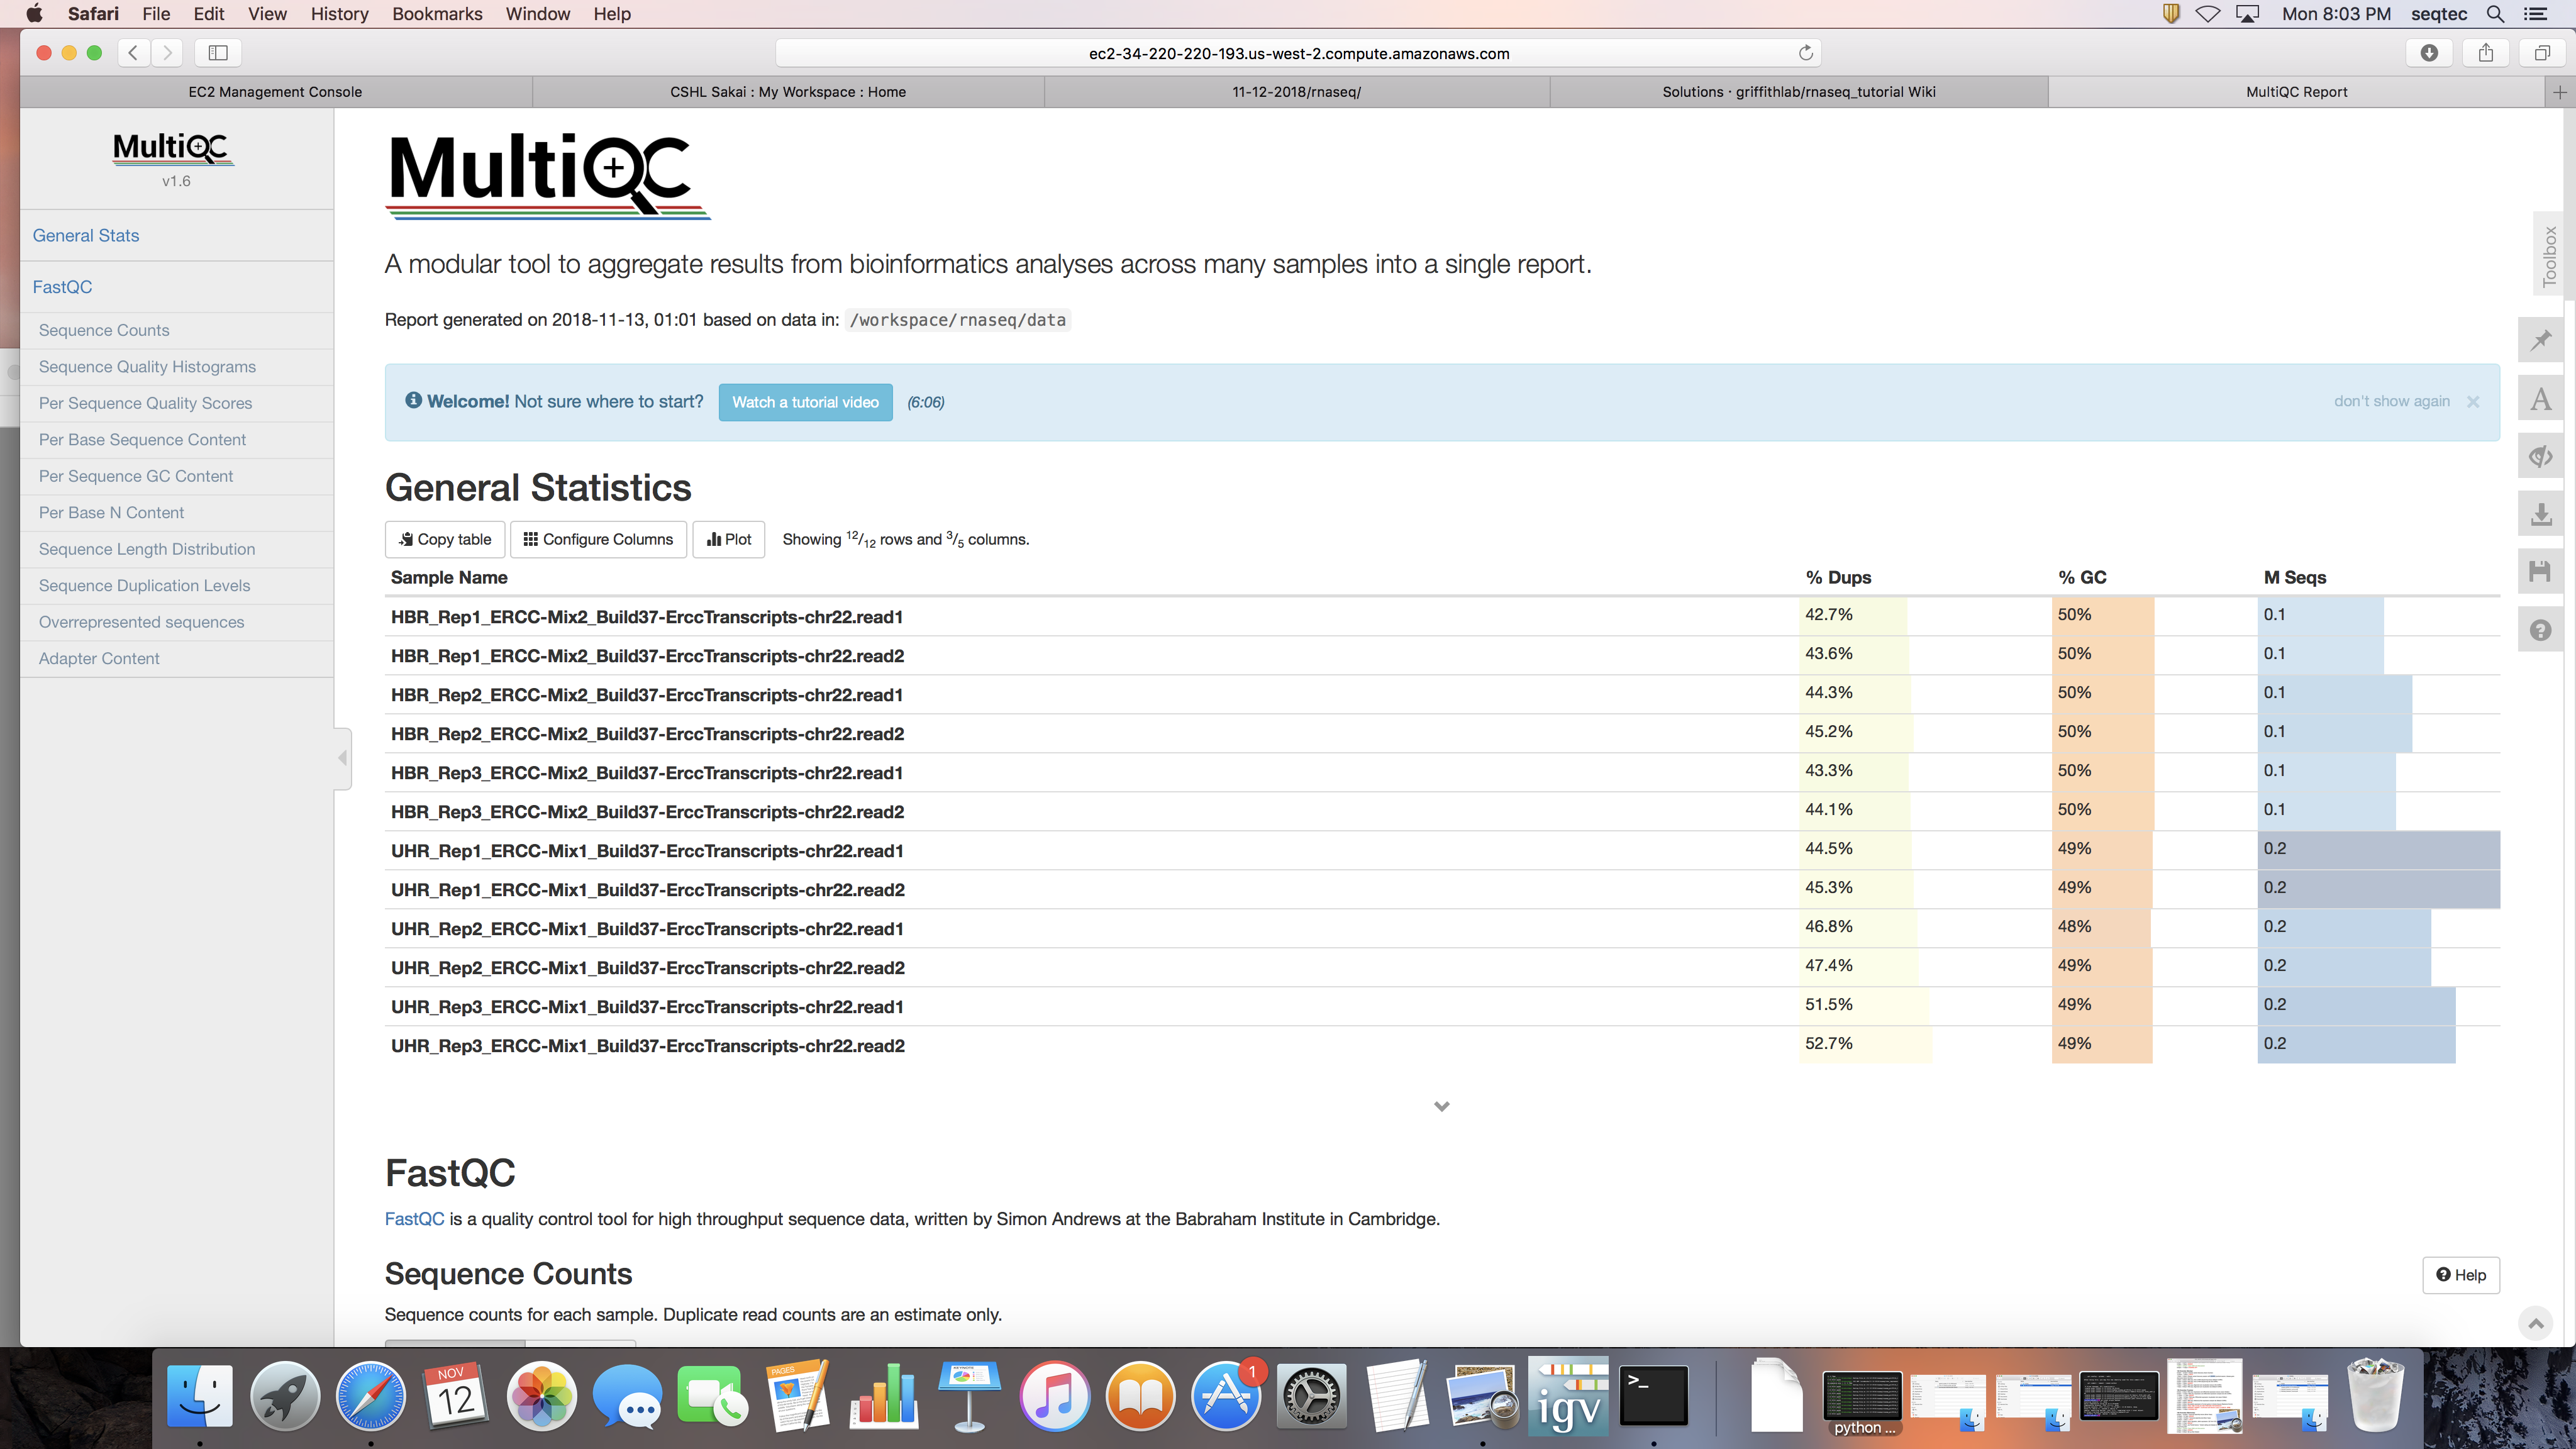 Safari File Edit View History Bookmarks Window Help Mon 8:03 PM seqtec
ec2-34-220-220-193.us-west-2.compute.amazonaws.com
EC2 Management Console CSHL Sakai : My Workspace : Home 11-12-2018/rnaseq/ Solutions · griffithlab/rnaseq_tutorial Wiki MultiQC Report
MultiQC
v1.6
General Stats
FastQC
Sequence Counts
Sequence Quality Histograms
Per Sequence Quality Scores
Per Base Sequence Content
Per Sequence GC Content
Per Base N Content
Sequence Length Distribution
Sequence Duplication Levels
Overrepresented sequences
Adapter Content
MultiQC
Toolbox
A
A modular tool to aggregate results from bioinformatics analyses across many samples into a single report.
Report generated on 2018-11-13, 01:01 based on data in: /workspace/rnaseq/data
Welcome! Not sure where to start? Watch a tutorial video (6:06) don't show again ×
General Statistics
Copy table Configure Columns Plot Showing 12/12 rows and 3/5 columns.
Sample Name % Dups % GC M Seqs
HBR_Rep1_ERCC-Mix2_Build37-ErccTranscripts-chr22.read1 42.7% 50% 0.1
HBR_Rep1_ERCC-Mix2_Build37-ErccTranscripts-chr22.read2 43.6% 50% 0.1
HBR_Rep2_ERCC-Mix2_Build37-ErccTranscripts-chr22.read1 44.3% 50% 0.1
HBR_Rep2_ERCC-Mix2_Build37-ErccTranscripts-chr22.read2 45.2% 50% 0.1
HBR_Rep3_ERCC-Mix2_Build37-ErccTranscripts-chr22.read1 43.3% 50% 0.1
HBR_Rep3_ERCC-Mix2_Build37-ErccTranscripts-chr22.read2 44.1% 50% 0.1
UHR_Rep1_ERCC-Mix1_Build37-ErccTranscripts-chr22.read1 44.5% 49% 0.2
UHR_Rep1_ERCC-Mix1_Build37-ErccTranscripts-chr22.read2 45.3% 49% 0.2
UHR_Rep2_ERCC-Mix1_Build37-ErccTranscripts-chr22.read1 46.8% 48% 0.2
UHR_Rep2_ERCC-Mix1_Build37-ErccTranscripts-chr22.read2 47.4% 49% 0.2
UHR_Rep3_ERCC-Mix1_Build37-ErccTranscripts-chr22.read1 51.5% 49% 0.2
UHR_Rep3_ERCC-Mix1_Build37-ErccTranscripts-chr22.read2 52.7% 49% 0.2
FastQC
FastQC is a quality control tool for high throughput sequence data, written by Simon Andrews at the Babraham Institute in Cambridge.
Sequence Counts
Help
Sequence counts for each sample. Duplicate read counts are an estimate only.
NOV
12
PAGES
1
igv
>_
python ...